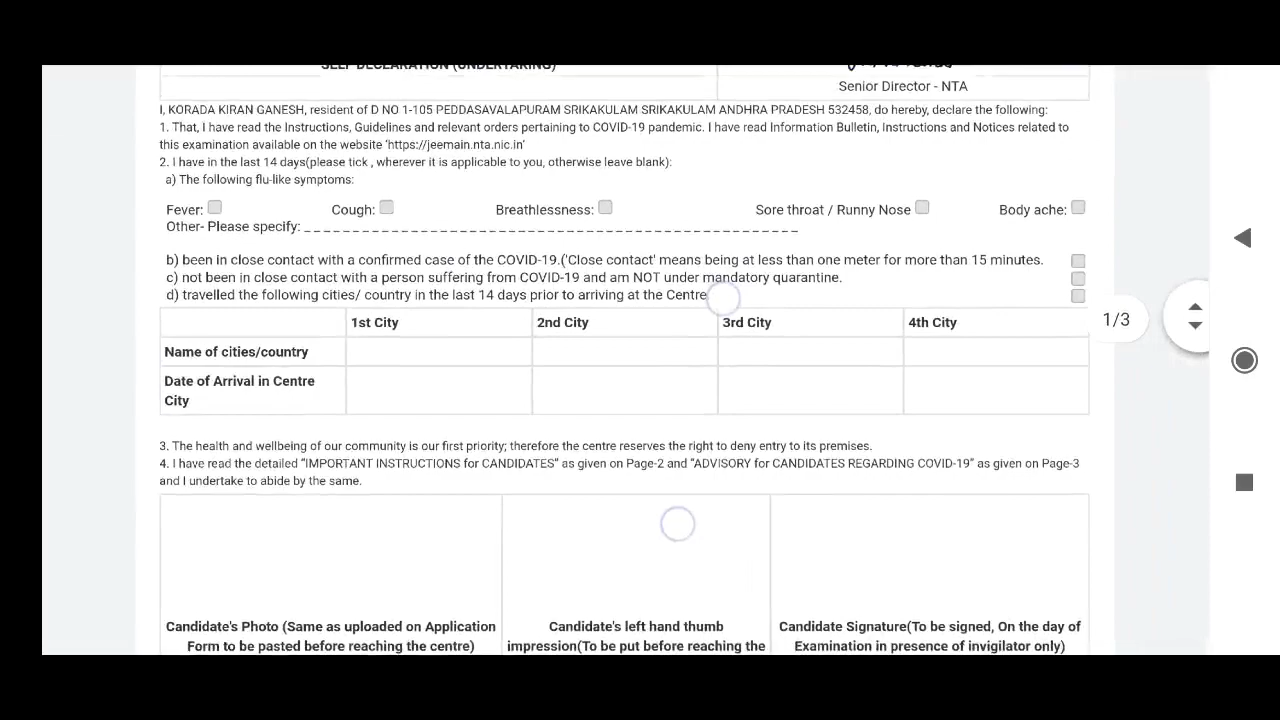 SELF DECLARATION (UNDERTAKING)
Senior Director - NTA
I, KORADA KIRAN GANESH, resident of D NO 1-105 PEDDASAVALAPURAM SRIKAKULAM SRIKAKULAM ANDHRA PRADESH 532458, do hereby, declare the following:
1. That, I have read the Instructions, Guidelines and relevant orders pertaining to COVID-19 pandemic. I have read Information Bulletin, Instructions and Notices related to
this examination available on the website 'https://jeemain.nta.nic.in'
2. I have in the last 14 days(please tick , wherever it is applicable to you, otherwise leave blank):
a) The following flu-like symptoms:
Fever: Cough: Breathlessness: Sore throat / Runny Nose Body ache:
Other- Please specify: _ _ _ _ _ _ _ _ _ _ _ _ _ _ _ _ _ _ _ _ _ _ _ _ _ _ _ _ _ _ _ _ _ _ _ _ _ _ _ _ _
b) been in close contact with a confirmed case of the COVID-19.('Close contact' means being at less than one meter for more than 15 minutes.
c) not been in close contact with a person suffering from COVID-19 and am NOT under mandatory quarantine.
d) travelled the following cities/ country in the last 14 days prior to arriving at the Centre
1st City 2nd City 3rd City 4th City
1/3
Name of cities/country
Date of Arrival in Centre
City
3. The health and wellbeing of our community is our first priority; therefore the centre reserves the right to deny entry to its premises.
4. I have read the detailed "IMPORTANT INSTRUCTIONS for CANDIDATES" as given on Page-2 and "ADVISORY for CANDIDATES REGARDING COVID-19" as given on Page-3
and I undertake to abide by the same.
Candidate's Photo (Same as uploaded on Application
Form to be pasted before reaching the centre)
Candidate's left hand thumb
impression(To be put before reaching the
Candidate Signature(To be signed, On the day of
Examination in presence of invigilator only)